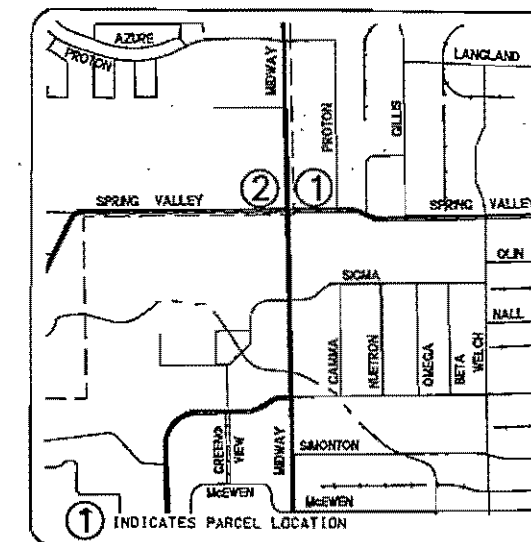 AZURE
PROTON
MIDWAY
PROTON
GILLIS
LANGLAND
② ①
SPRING VALLEY
SPRING VALLEY
OLIN
SIGMA
NALL
GAMMA
NUETRON
OMEGA
BETA
WELCH
GREENO
VIEW
MIDWAY
SIMONTON
McEWEN
McEWEN
① INDICATES PARCEL LOCATION